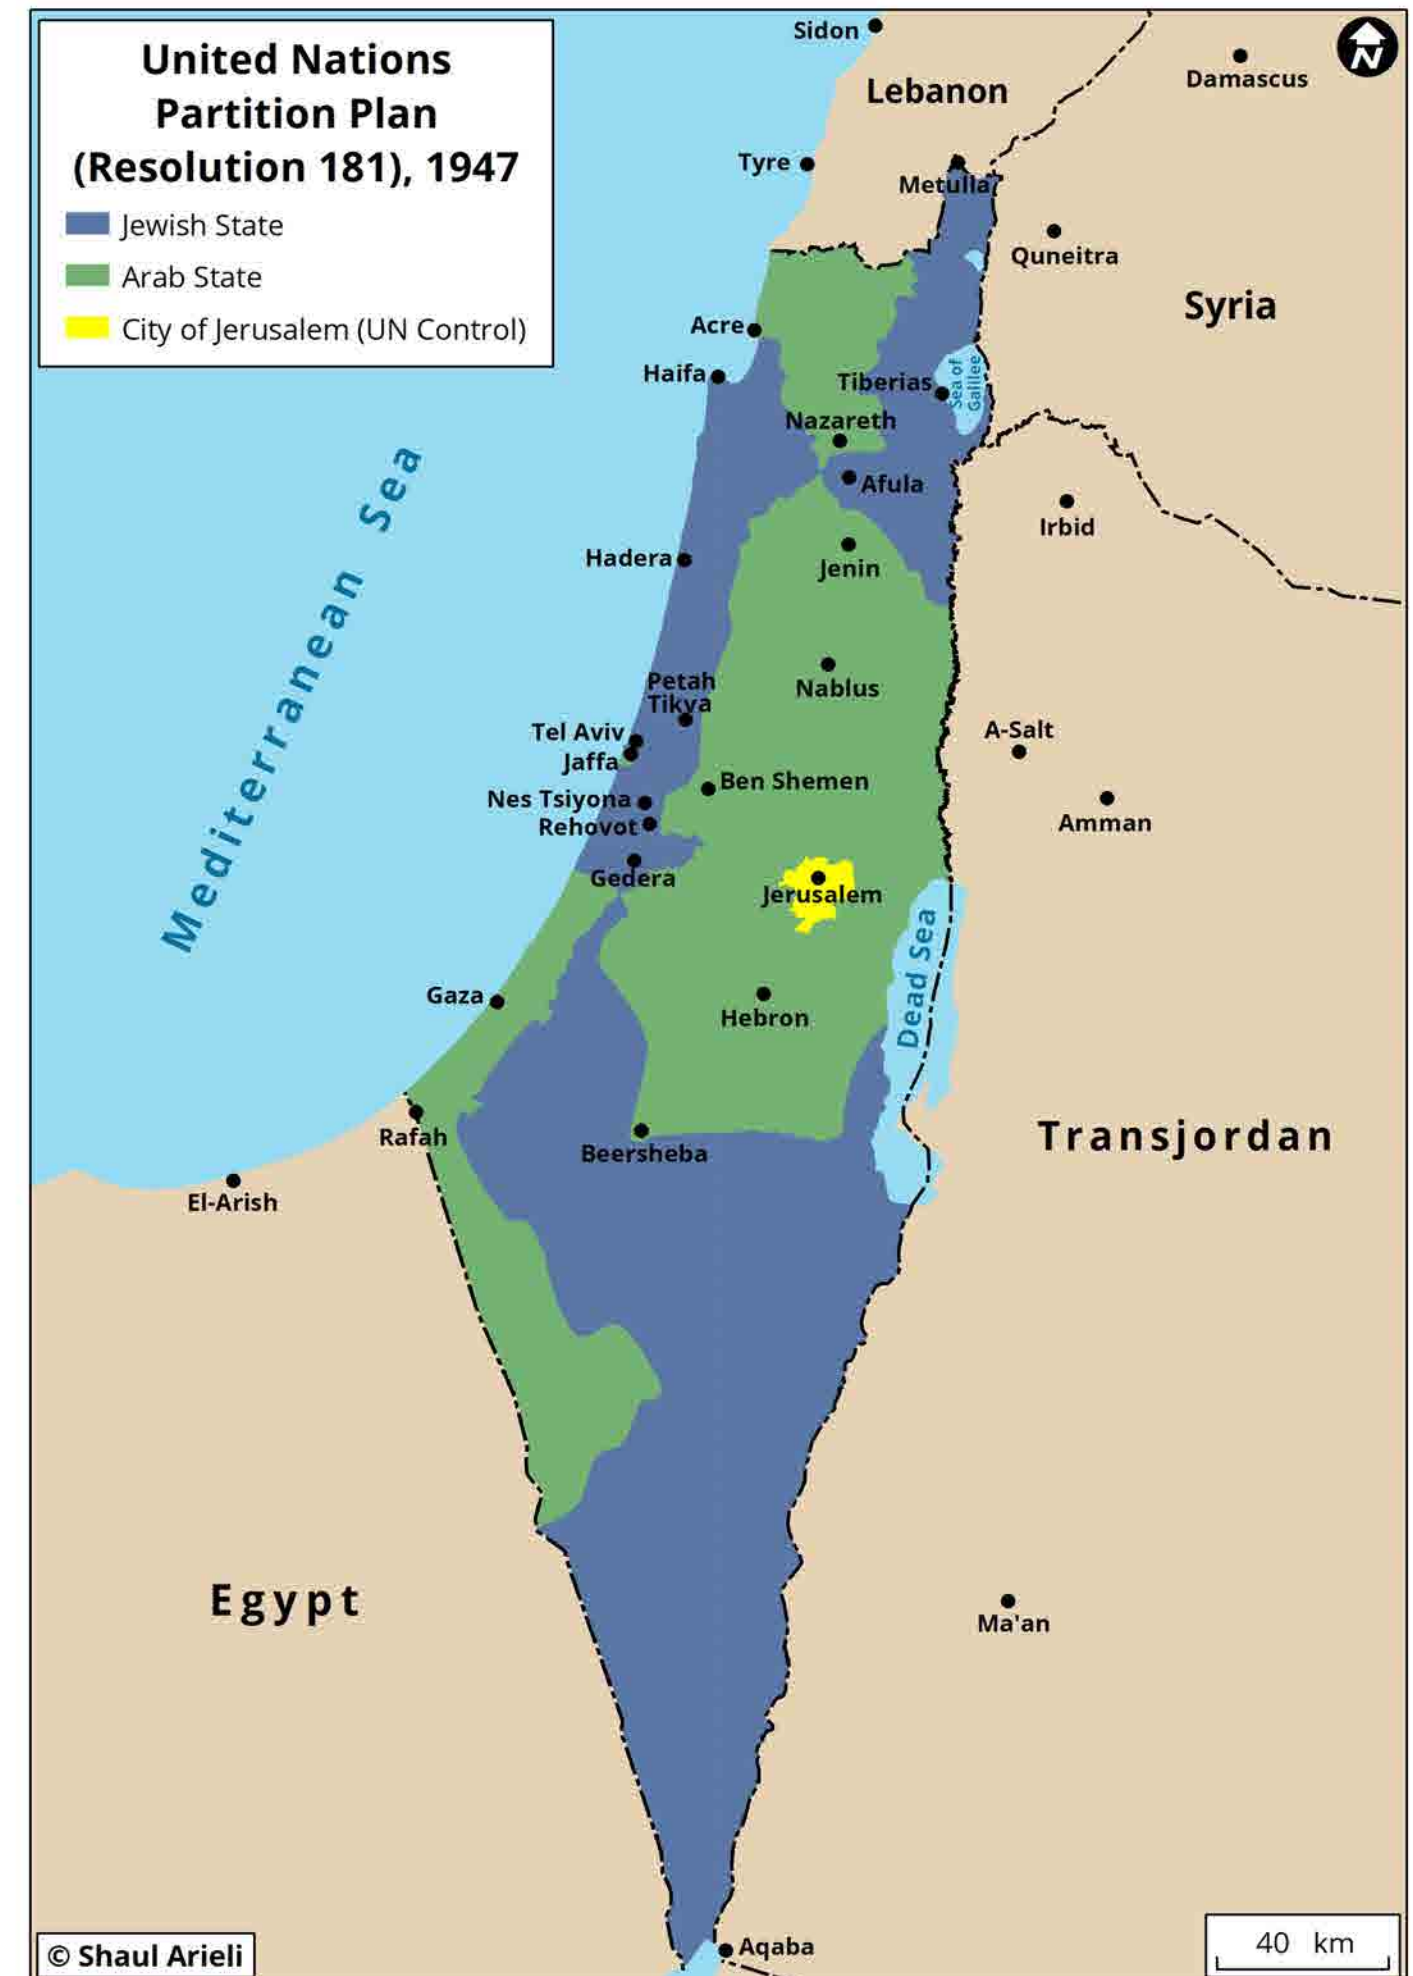 United Nations
Partition Plan
(Resolution 181), 1947
Jewish State
Arab State
City of Jerusalem (UN Control)
N
Sidon
Damascus
Lebanon
Tyre
Metulla
Quneitra
Syria
Acre
Haifa
Tiberias
Sea of
Galilee
Nazareth
Afula
Mediterranean Sea
Irbid
Hadera
Jenin
Petah
Tikva
Nablus
Tel Aviv
Jaffa
A-Salt
Ben Shemen
Nes Tsiyona
Rehovot
Amman
Gedera
Jerusalem
Dead Sea
Gaza
Hebron
Rafah
Beersheba
Transjordan
El-Arish
Egypt
Ma'an
© Shaul Arieli
Aqaba
40 km